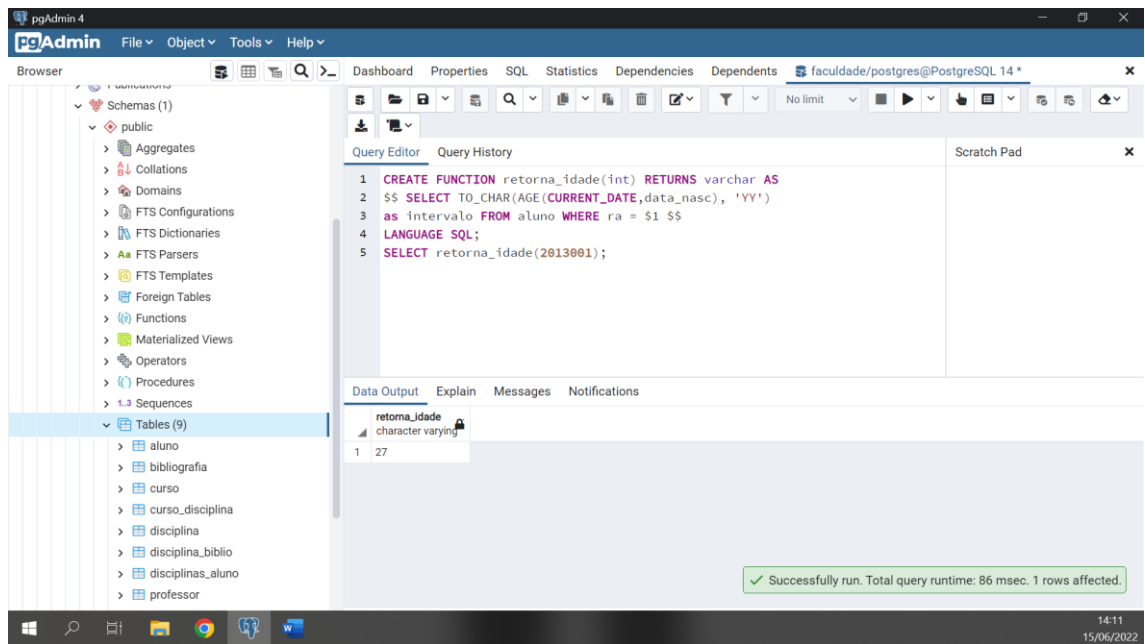 pgAdmin 4
pgAdmin File Object Tools Help
Browser
Dashboard Properties SQL Statistics Dependencies Dependents faculdade/postgres@PostgreSQL 14 *
Publications
Schemas (1)
public
Aggregates
Collations
Domains
FTS Configurations
FTS Dictionaries
Aa FTS Parsers
FTS Templates
Foreign Tables
Functions
Materialized Views
Operators
Procedures
1..3 Sequences
Tables (9)
aluno
bibliografia
curso
curso_disciplina
disciplina
disciplina_biblio
disciplinas_aluno
professor
No limit
Query Editor Query History
Scratch Pad
1 CREATE FUNCTION retorna_idade(int) RETURNS varchar AS
2 $$ SELECT TO_CHAR(AGE(CURRENT_DATE,data_nasc), 'YY')
3 as intervalo FROM aluno WHERE ra = $1 $$
4 LANGUAGE SQL;
5 SELECT retorna_idade(2013001);
Data Output Explain Messages Notifications
retorna_idade
character varying
1 27
Successfully run. Total query runtime: 86 msec. 1 rows affected.
14:11
15/06/2022